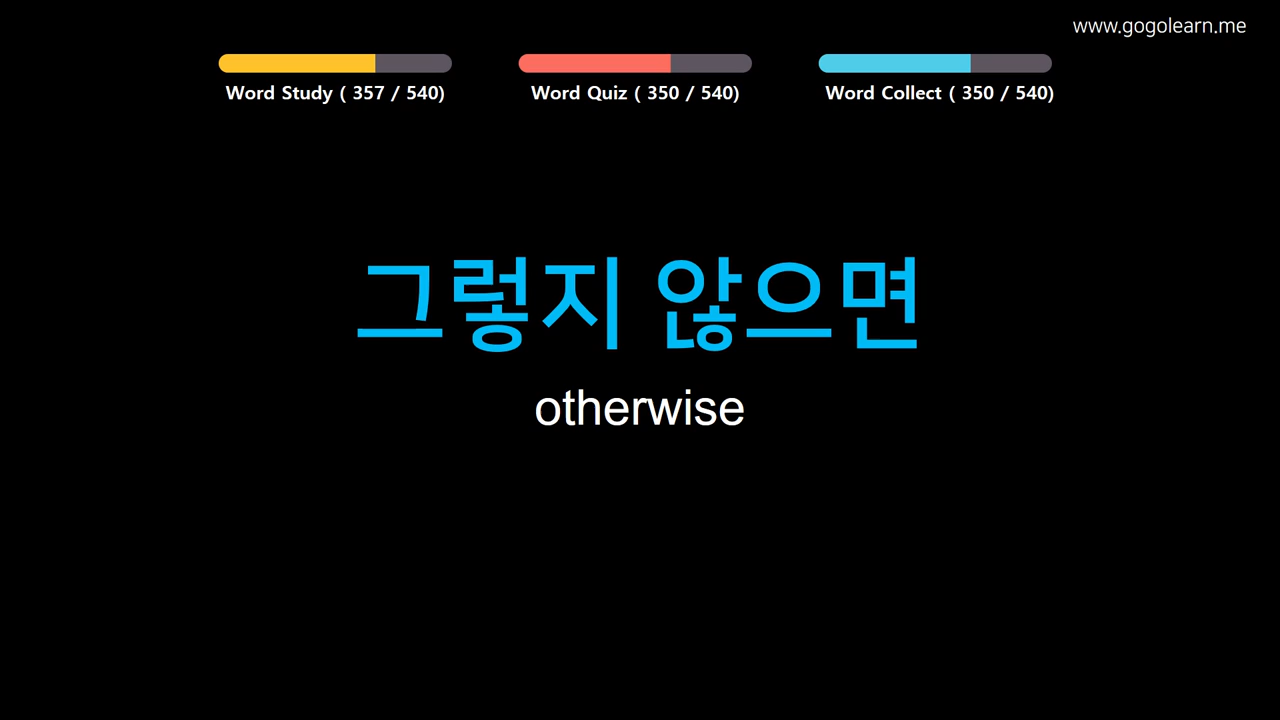 www.gogolearn.me
Word Study ( 357 / 540)
Word Quiz ( 350 / 540)
Word Collect ( 350 / 540)
그렇지 않으면
otherwise